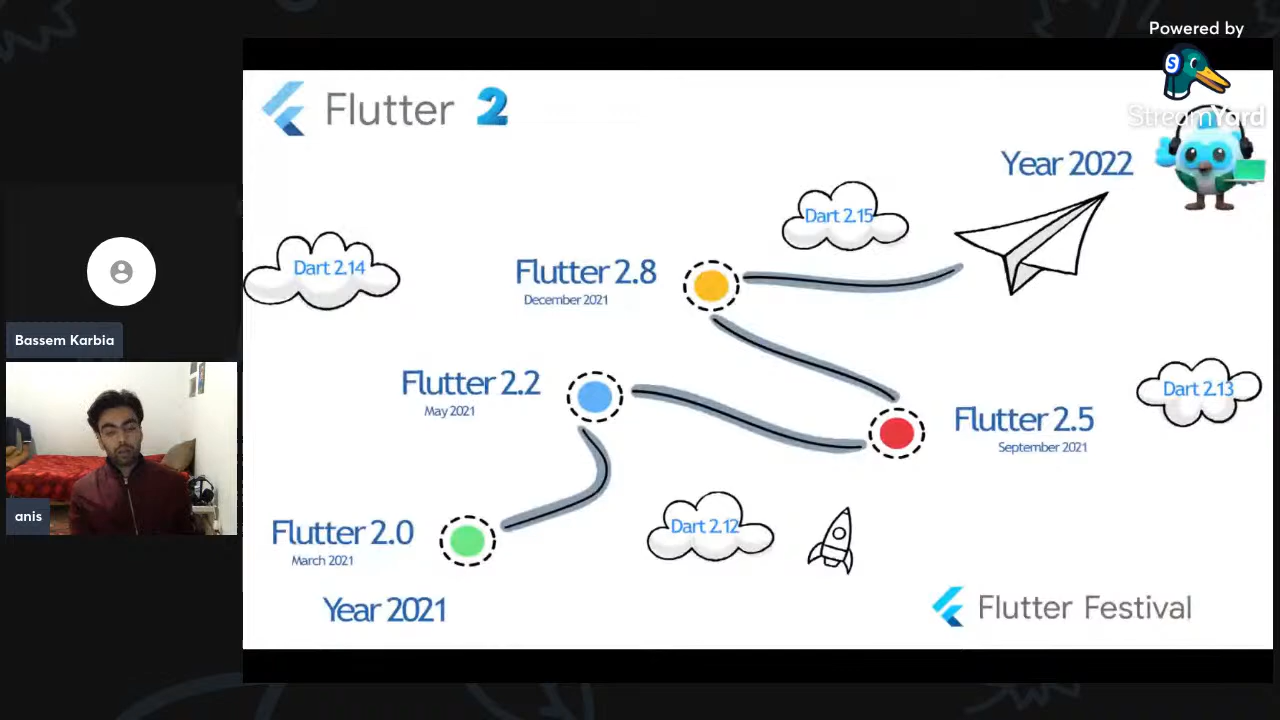 Powered by
StreamYard
Flutter 2
Year 2022
Dart 2.15
Dart 2.14
Flutter 2.8
December 2021
Flutter 2.2
May 2021
Dart 2.13
Flutter 2.5
September 2021
Bassem Karbia
anis
Flutter 2.0
March 2021
Dart 2.12
Year 2021
Flutter Festival